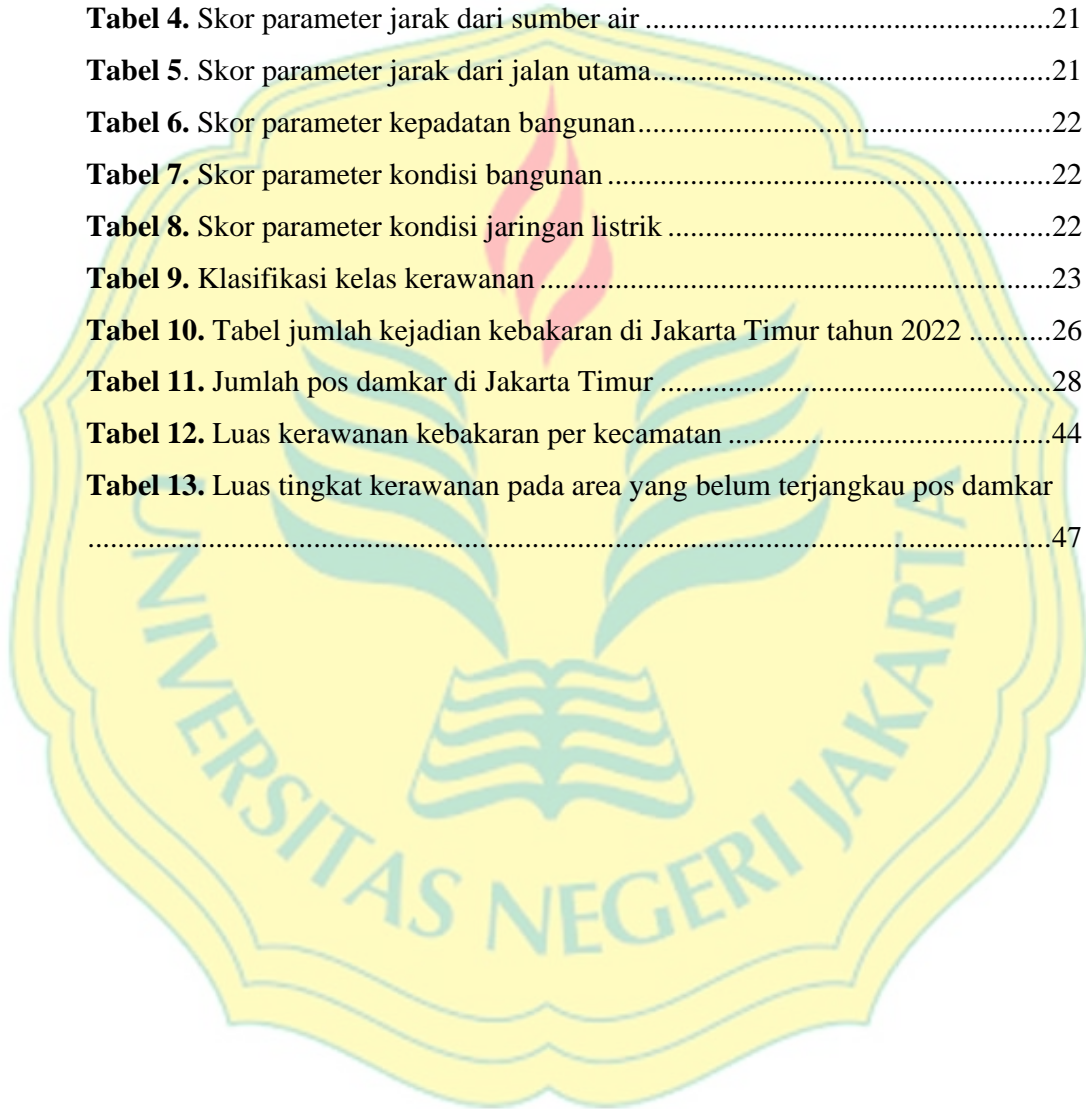 Tabel 4. Skor parameter jarak dari sumber air ..........................................................21
Tabel 5. Skor parameter jarak dari jalan utama.........................................................21
Tabel 6. Skor parameter kepadatan bangunan...........................................................22
Tabel 7. Skor parameter kondisi bangunan ...............................................................22
Tabel 8. Skor parameter kondisi jaringan listrik .......................................................22
Tabel 9. Klasifikasi kelas kerawanan .........................................................................23
Tabel 10. Tabel jumlah kejadian kebakaran di Jakarta Timur tahun 2022 ...........26
Tabel 11. Jumlah pos damkar di Jakarta Timur ........................................................28
Tabel 12. Luas kerawanan kebakaran per kecamatan ..............................................44
Tabel 13. Luas tingkat kerawanan pada area yang belum terjangkau pos damkar
......................................................................................................................................47
UNIVERSITAS NEGERI JAKARTA